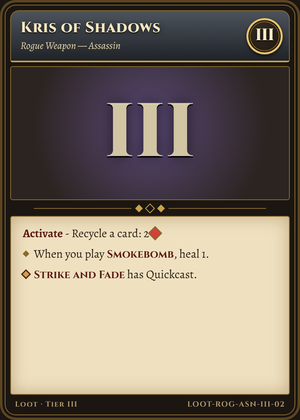 Kris of Shadows
III
Rogue Weapon — Assassin
III
Activate - Recycle a card: 2
When you play Smokebomb, heal 1.
Strike and Fade has Quickcast.
Loot · Tier III
LOOT-ROG-ASN-III-02